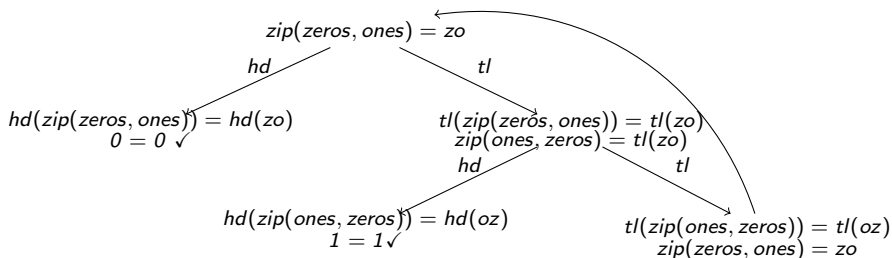 zip(zeros, ones) = zo
hd
tl
hd(zip(zeros, ones)) = hd(zo)
0 = 0 ✓
tl(zip(zeros, ones)) = tl(zo)
zip(ones, zeros) = tl(zo)
hd
tl
hd(zip(ones, zeros)) = hd(oz)
1 = 1✓
tl(zip(ones, zeros)) = tl(oz)
zip(zeros, ones) = zo